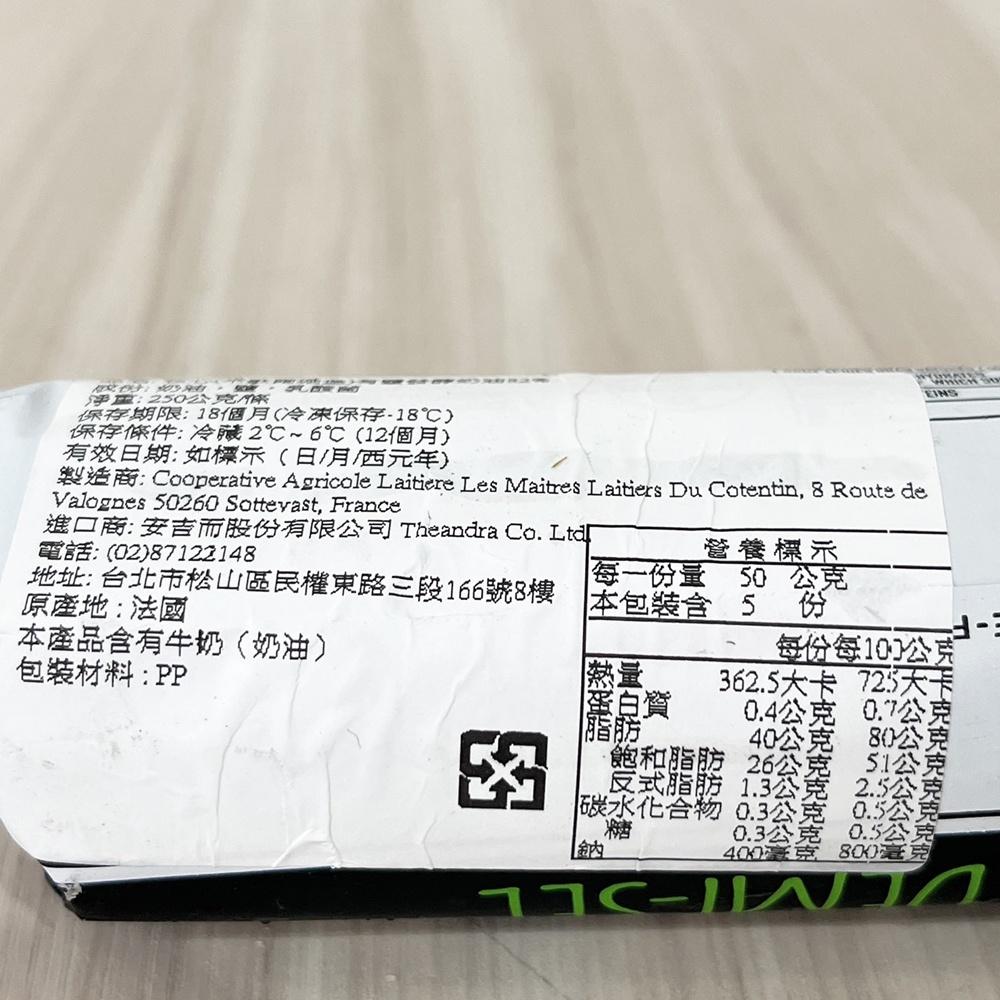 成份: 奶油、鹽、乳酸菌
淨重: 250公克/條
保存期限: 18個月(冷凍保存-18℃)
保存條件: 冷藏 2℃~ 6℃ (12個月)
有效日期: 如標示（日/月/西元年)
製造商: Cooperative Agricole Laitiere Les Maitres Laitiers Du Cotentin, 8 Route de
Valognes 50260 Sottevast, France
進口商: 安吉而股份有限公司 Theandra Co. Ltd.
電話: (02)87122148
地址: 台北市松山區民權東路三段166號8樓
原產地:法國
本產品含有牛奶（奶油）
包裝材料:PP
營養標示
每一份量 50 公克
本包裝含 5 份
每份每100公克
熱量 362.5大卡 725大卡
蛋白質 0.4公克 0.7公克
脂肪 40公克 80公克
飽和脂肪 26公克 51公克
反式脂肪 1.3公克 2.5公克
碳水化合物 0.3公克 0.5公克
糖 0.3公克 0.5公克
鈉 400毫克 800毫克
DEMI-SEL